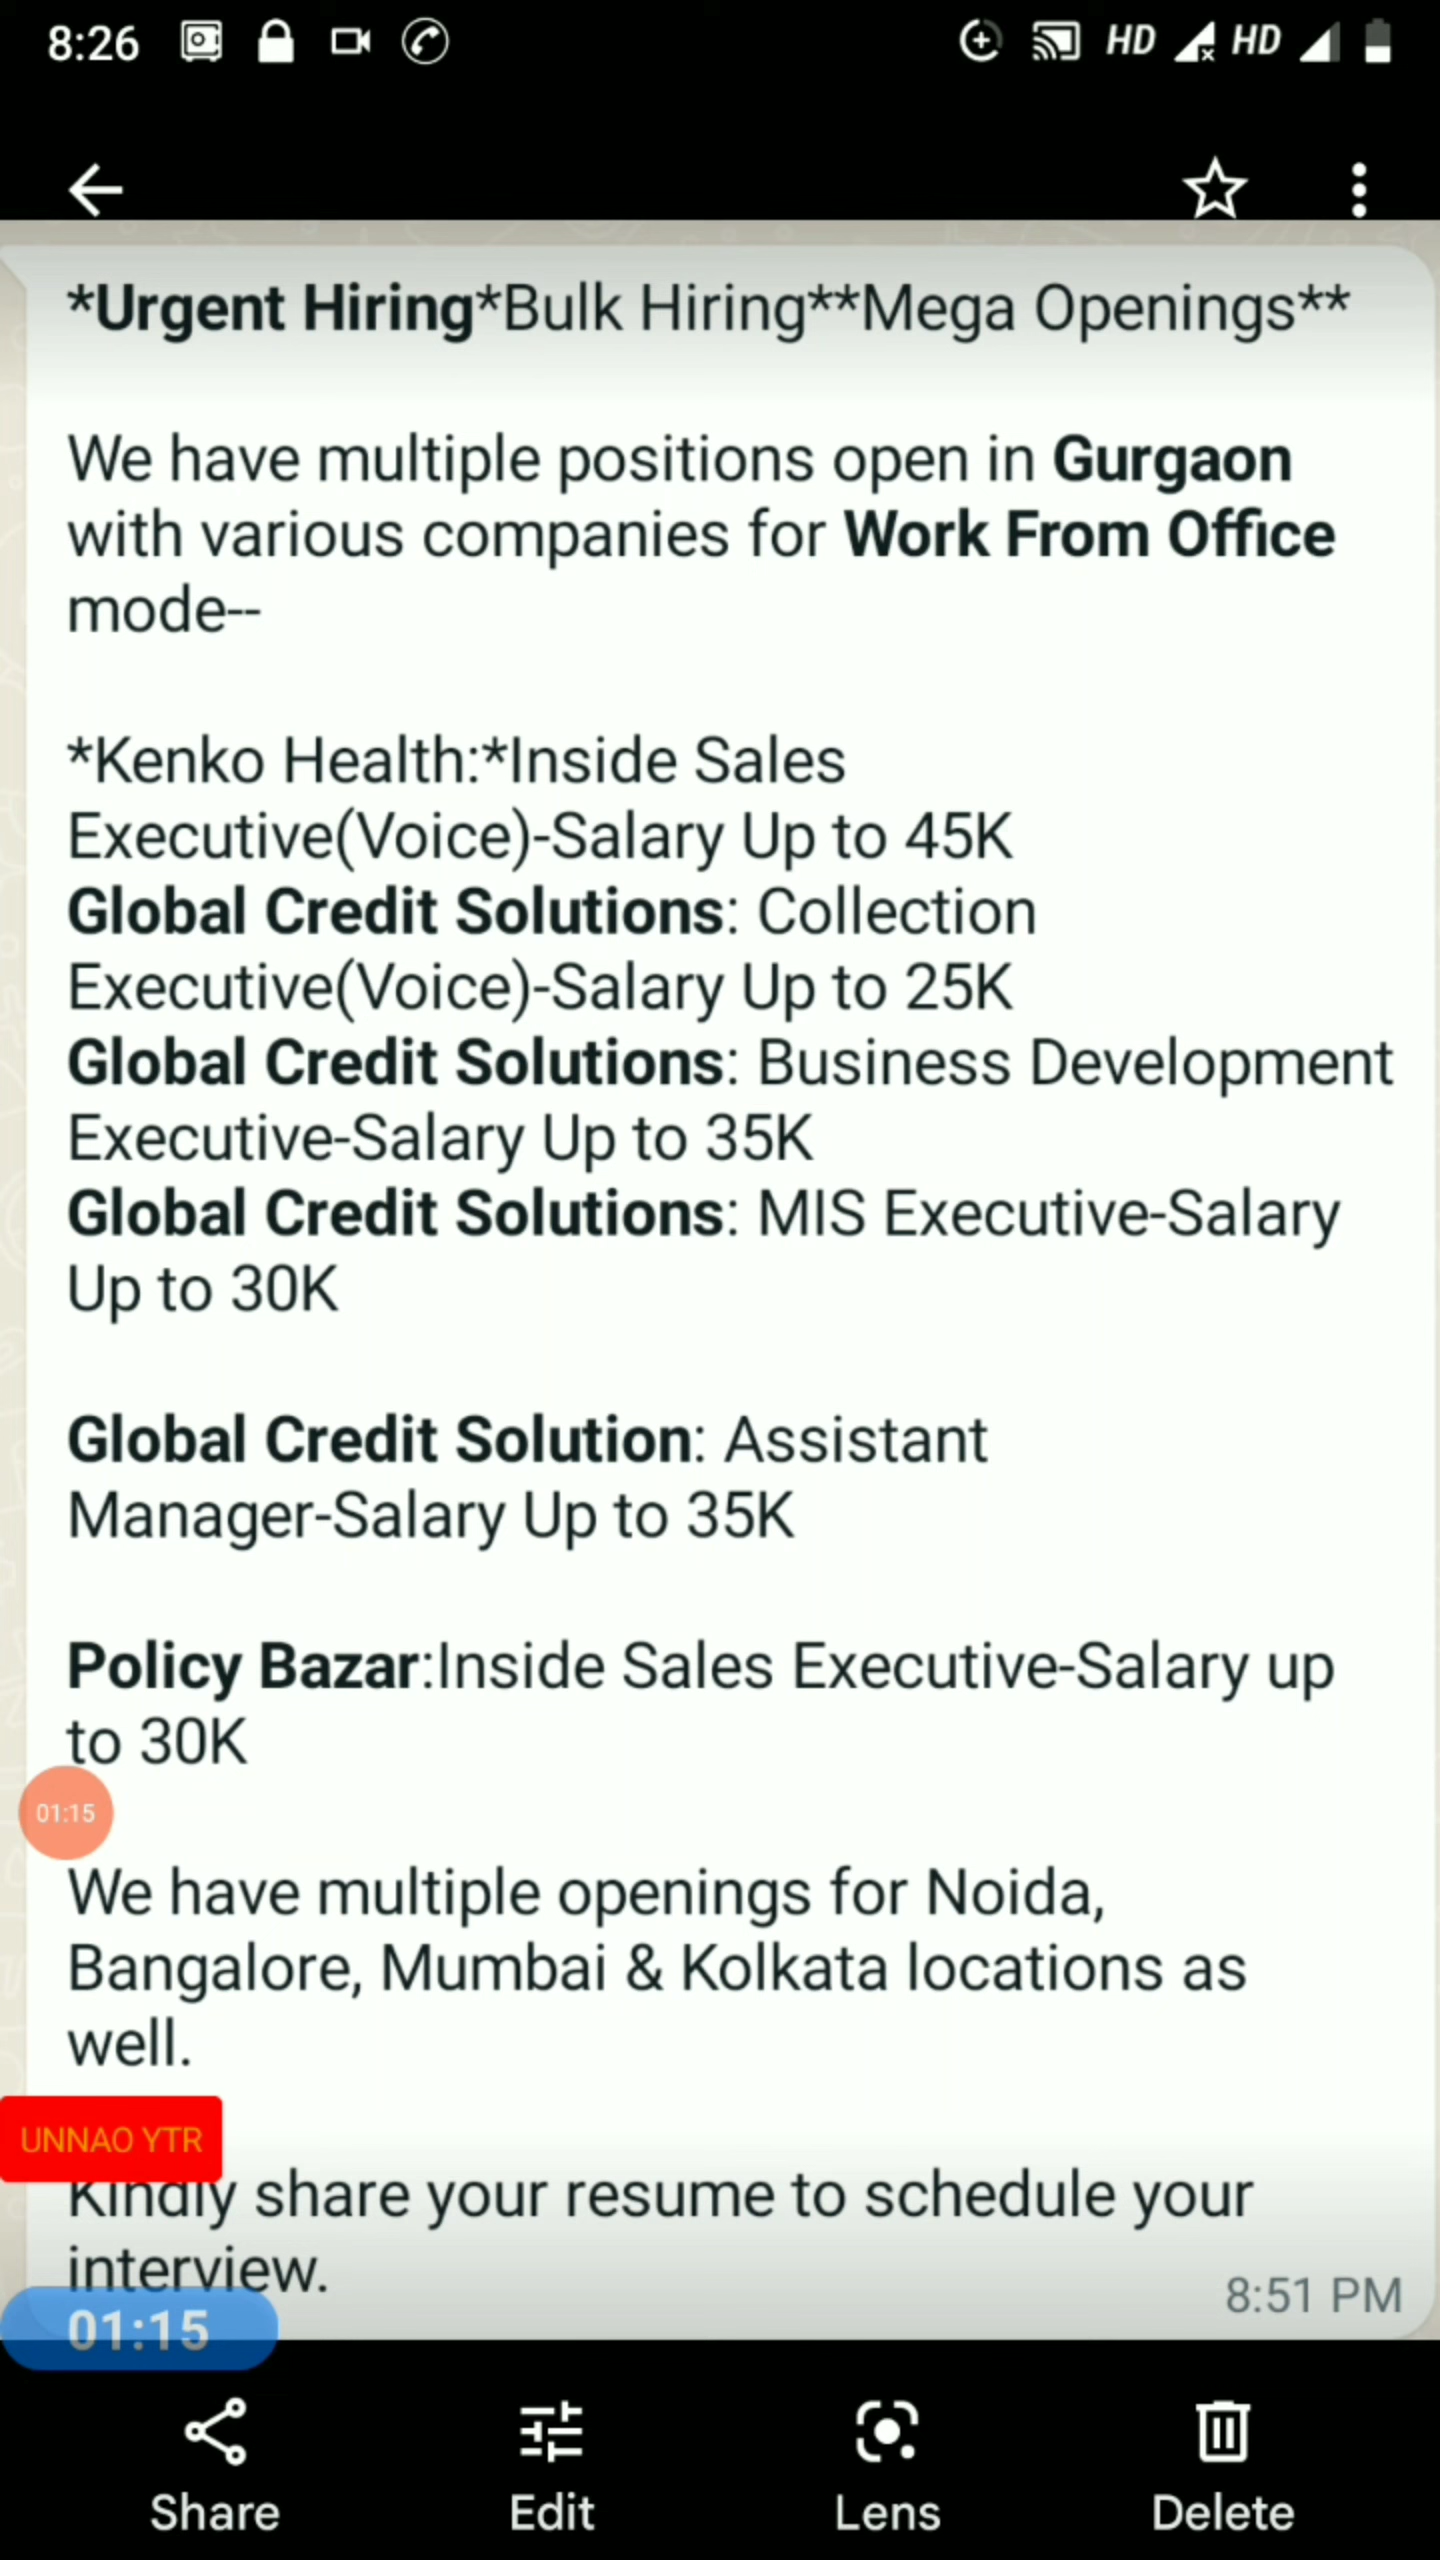 8:26
HD HD
*Urgent Hiring*Bulk Hiring**Mega Openings**
We have multiple positions open in Gurgaon
with various companies for Work From Office
mode--
*Kenko Health:*Inside Sales
Executive(Voice)-Salary Up to 45K
Global Credit Solutions: Collection
Executive(Voice)-Salary Up to 25K
Global Credit Solutions: Business Development
Executive-Salary Up to 35K
Global Credit Solutions: MIS Executive-Salary
Up to 30K
Global Credit Solution: Assistant
Manager-Salary Up to 35K
Policy Bazar:Inside Sales Executive-Salary up
to 30K
01:15
We have multiple openings for Noida,
Bangalore, Mumbai & Kolkata locations as
well.
UNNAO YTR
Kindly share your resume to schedule your
interview.
8:51 PM
01:15
Share Edit Lens Delete